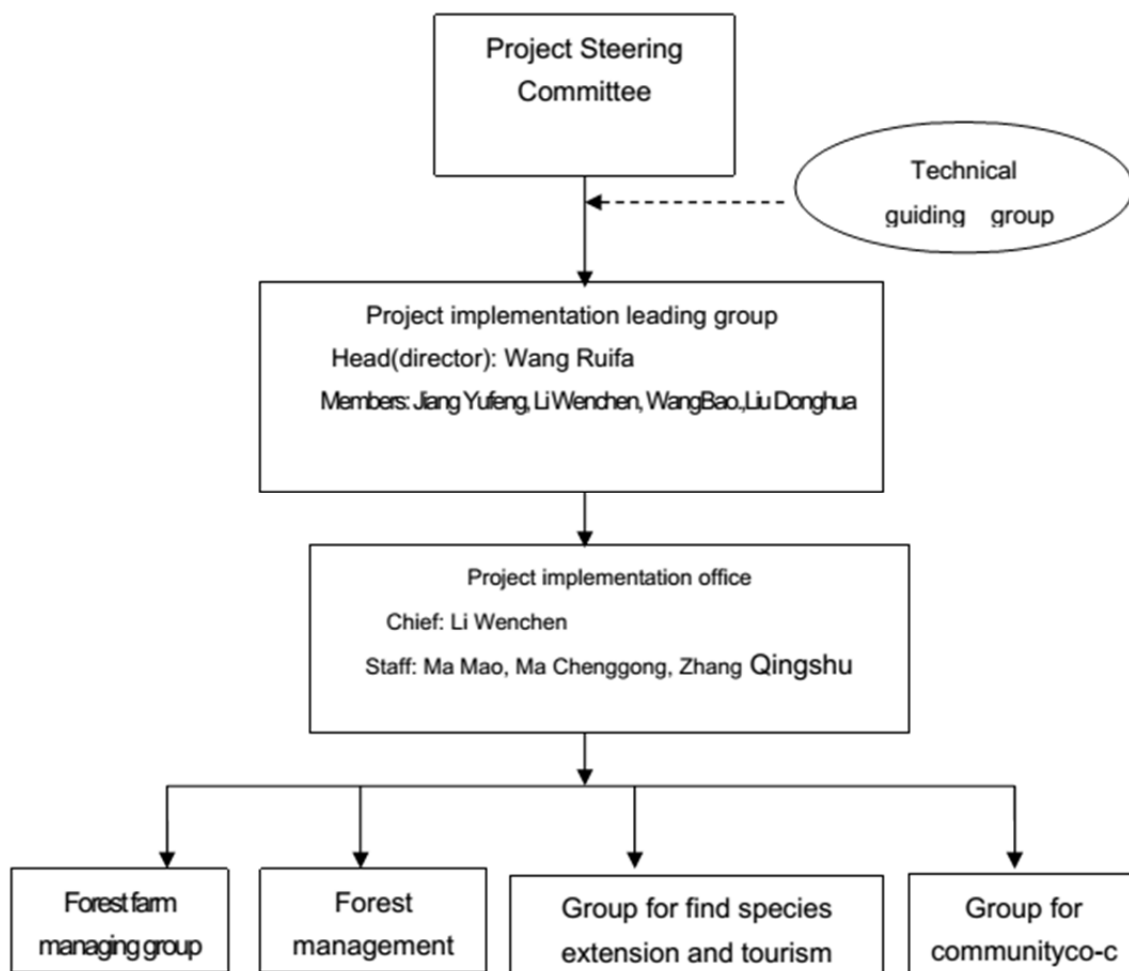 Project Steering
Committee
Technical
guiding group
Project implementation leading group
Head(director): Wang Ruifa
Members: Jiang Yufeng, Li Wenchen, WangBao.,Liu Donghua
Project implementation office
Chief: Li Wenchen
Staff: Ma Mao, Ma Chenggong, Zhang Qingshu
Forest farm
managing group
Forest
management
Group for find species
extension and tourism
Group for
communityco-c